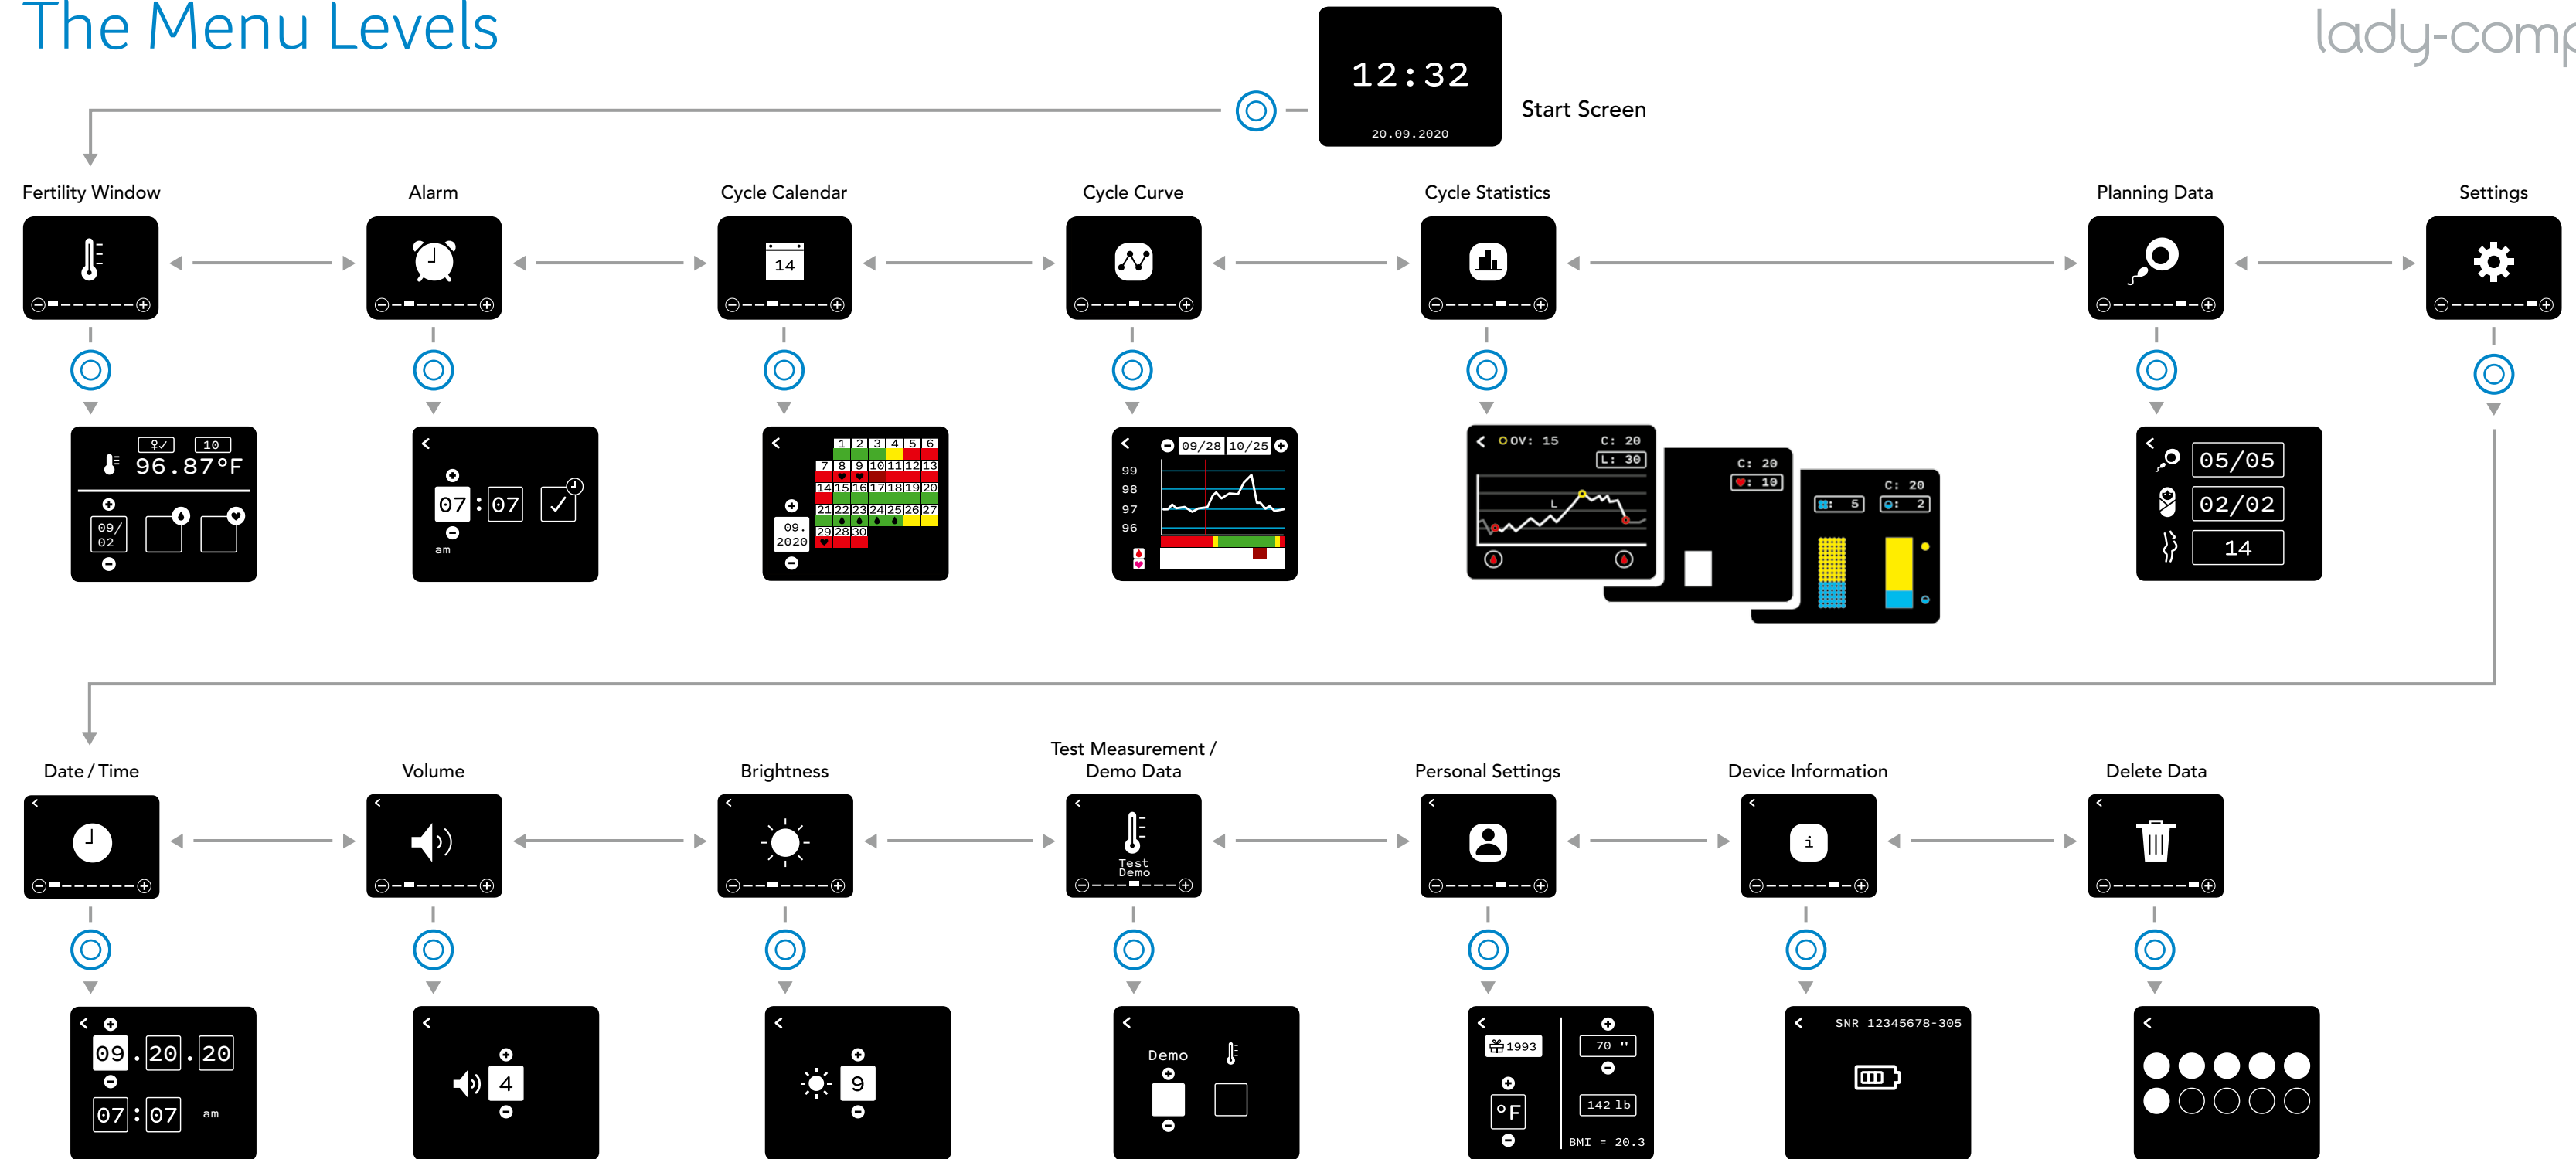 The Menu Levels
lady-comp
12:32
20.09.2020
Start Screen
Fertility Window
Alarm
Cycle Calendar
Cycle Curve
Cycle Statistics
Planning Data
Settings
14
10
96.87°F
09/
02
07:07
am
1 2 3 4 5 6
7 8 9 10 11 12 13
14 15 16 17 18 19 20
21 22 23 24 25 26 27
29 28 30
09.
2020
09/28 10/25
99
98
97
96
OV: 15 C: 20
L: 30
L
C: 20
: 10
C: 20
: 5 : 2
05/05
02/02
14
Date / Time
Volume
Brightness
Test Measurement /
Demo Data
Personal Settings
Device Information
Delete Data
Test
Demo
i
09.20.20
07:07 am
4
9
Demo
1993
°F
70 "
142 lb
BMI = 20.3
SNR 12345678-305